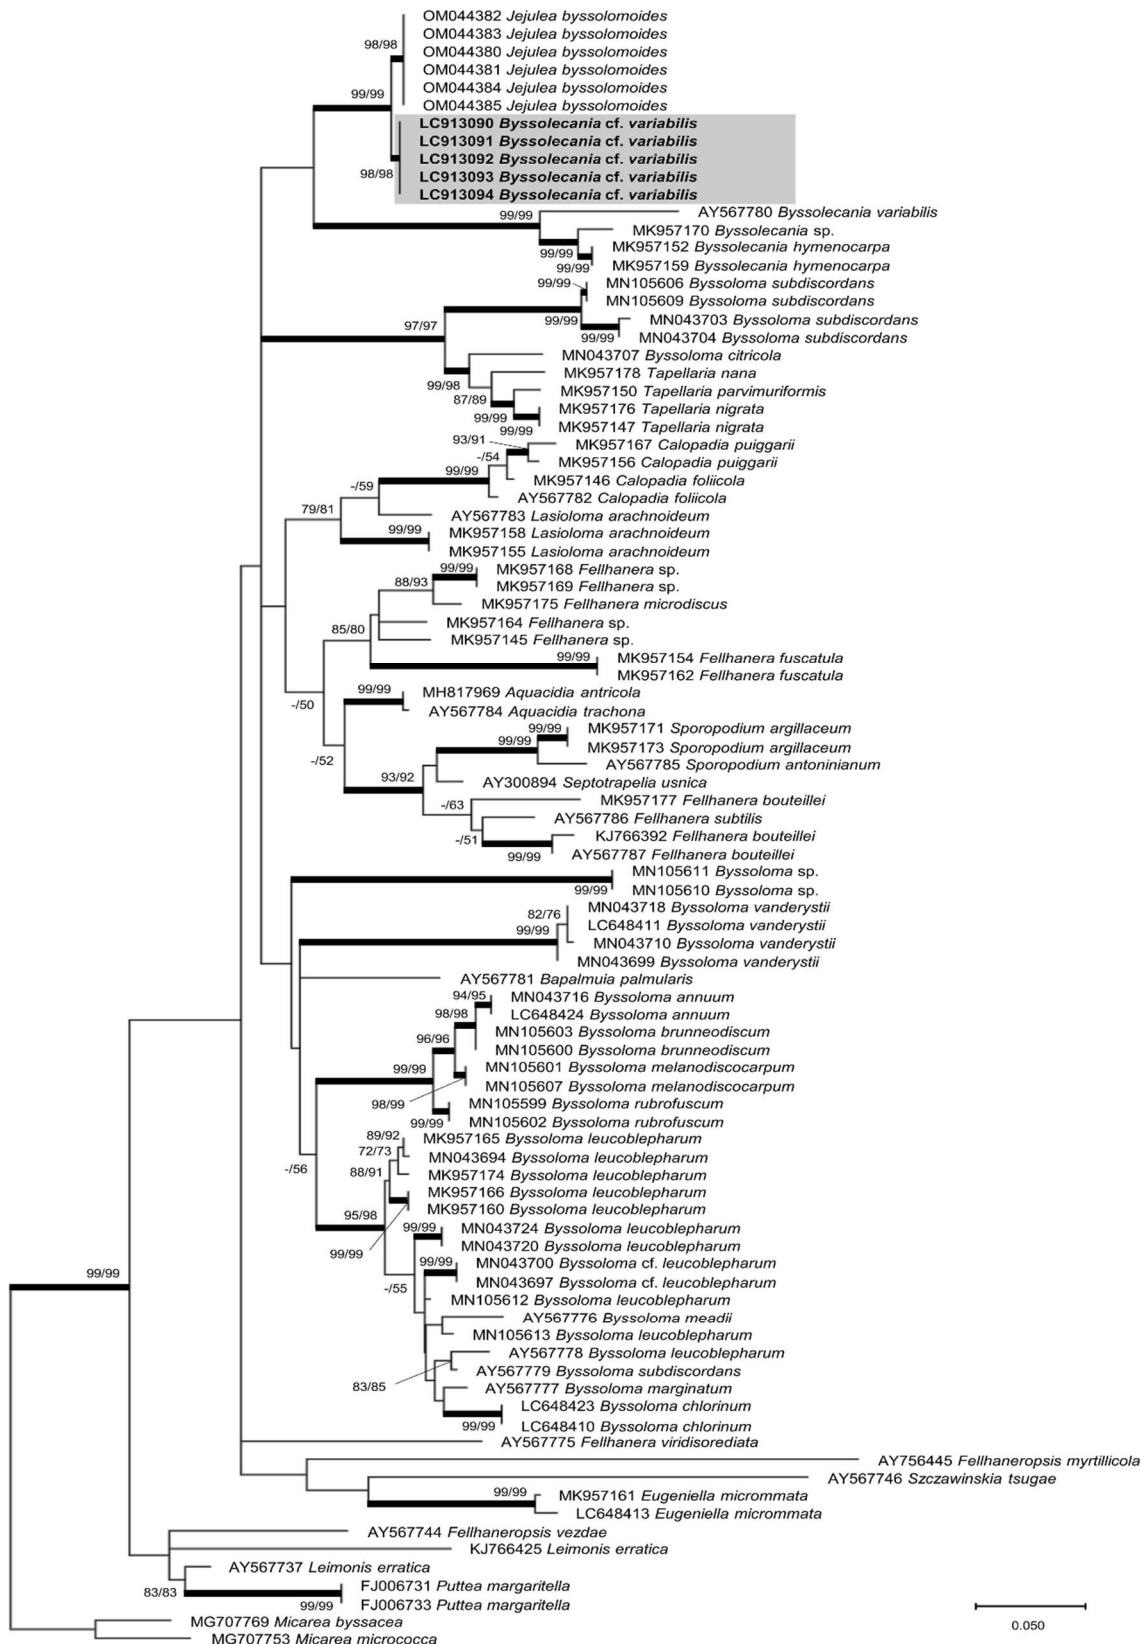 OM044382 Jejulea byssolomoides
OM044383 Jejulea byssolomoides
98/98
OM044380 Jejulea byssolomoides
OM044381 Jejulea byssolomoides
OM044384 Jejulea byssolomoides
99/99
OM044385 Jejulea byssolomoides
LC913090 Byssolecania cf. variabilis
LC913091 Byssolecania cf. variabilis
LC913092 Byssolecania cf. variabilis
LC913093 Byssolecania cf. variabilis
98/98
LC913094 Byssolecania cf. variabilis
99/99
AY567780 Byssolecania variabilis
MK957170 Byssolecania sp.
MK957152 Byssolecania hymenocarpa
99/99
MK957159 Byssolecania hymenocarpa
99/99
99/99
MN105606 Byssoloma subdiscordans
MN105609 Byssoloma subdiscordans
99/99
MN043703 Byssoloma subdiscordans
97/97
99/99
MN043704 Byssoloma subdiscordans
MN043707 Byssoloma citricola
MK957178 Tapellaria nana
99/98
MK957150 Tapellaria parvimuriformis
87/89
MK957176 Tapellaria nigrata
99/99
MK957147 Tapellaria nigrata
99/99
93/91
MK957167 Calopadia puiggarii
-/54
MK957156 Calopadia puiggarii
99/99
MK957146 Calopadia foliicola
-/59
AY567782 Calopadia foliicola
79/81
AY567783 Lasioloma arachnoideum
99/99
MK957158 Lasioloma arachnoideum
MK957155 Lasioloma arachnoideum
99/99
MK957168 Fellhanera sp.
88/93
MK957169 Fellhanera sp.
MK957175 Fellhanera microdiscus
MK957164 Fellhanera sp.
85/80
MK957145 Fellhanera sp.
99/99
MK957154 Fellhanera fuscatula
MK957162 Fellhanera fuscatula
99/99
MH817969 Aquacidia antricola
-/50
AY567784 Aquacidia trachona
99/99
MK957171 Sporopodium argillaceum
99/99
MK957173 Sporopodium argillaceum
-/52
AY567785 Sporopodium antoninianum
93/92
AY300894 Septotrapelia usnica
-/63
MK957177 Fellhanera bouteillei
AY567786 Fellhanera subtilis
-/51
KJ766392 Fellhanera bouteillei
99/99
AY567787 Fellhanera bouteillei
MN105611 Byssoloma sp.
99/99
MN105610 Byssoloma sp.
82/76
MN043718 Byssoloma vanderystii
99/99
LC648411 Byssoloma vanderystii
MN043710 Byssoloma vanderystii
MN043699 Byssoloma vanderystii
AY567781 Bapalmuia palmularis
94/95
MN043716 Byssoloma annuum
98/98
LC648424 Byssoloma annuum
96/96
MN105603 Byssoloma brunneodiscum
MN105600 Byssoloma brunneodiscum
99/99
MN105601 Byssoloma melanodiscocarpum
MN105607 Byssoloma melanodiscocarpum
98/99
MN105599 Byssoloma rubrofuscum
99/99
MN105602 Byssoloma rubrofuscum
89/92
MK957165 Byssoloma leucoblepharum
72/73
MN043694 Byssoloma leucoblepharum
-/56
88/91
MK957174 Byssoloma leucoblepharum
MK957166 Byssoloma leucoblepharum
95/98
MK957160 Byssoloma leucoblepharum
99/99
MN043724 Byssoloma leucoblepharum
99/99
MN043720 Byssoloma leucoblepharum
99/99
MN043700 Byssoloma cf. leucoblepharum
-/55
MN043697 Byssoloma cf. leucoblepharum
MN105612 Byssoloma leucoblepharum
AY567776 Byssoloma meadii
MN105613 Byssoloma leucoblepharum
AY567778 Byssoloma leucoblepharum
83/85
AY567779 Byssoloma subdiscordans
AY567777 Byssoloma marginatum
LC648423 Byssoloma chlorinum
99/99
LC648410 Byssoloma chlorinum
AY567775 Fellhanera viridisorediata
AY756445 Fellhaneropsis myrtillicola
AY567746 Szczawinskia tsugae
99/99
MK957161 Eugeniella micrommata
LC648413 Eugeniella micrommata
99/99
AY567744 Fellhaneropsis vezdae
KJ766425 Leimonis erratica
AY567737 Leimonis erratica
83/83
FJ006731 Puttea margaritella
99/99
FJ006733 Puttea margaritella
MG707769 Micarea byssacea
MG707753 Micarea micrococca
0.050